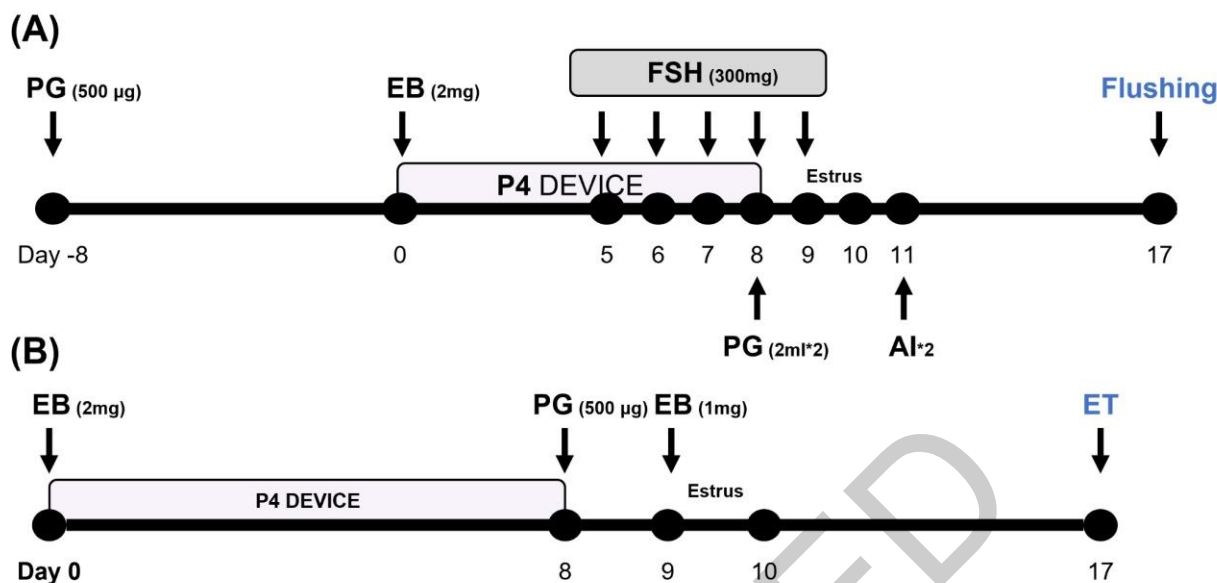 (A)
FSH (300mg)
PG (500 µg) EB (2mg) Flushing
P4 DEVICE Estrus
Day -8 0 5 6 7 8 9 10 11 17
PG (2ml*2) AI*2
(B)
EB (2mg) PG (500 µg) EB (1mg) ET
P4 DEVICE Estrus
Day 0 8 9 10 17